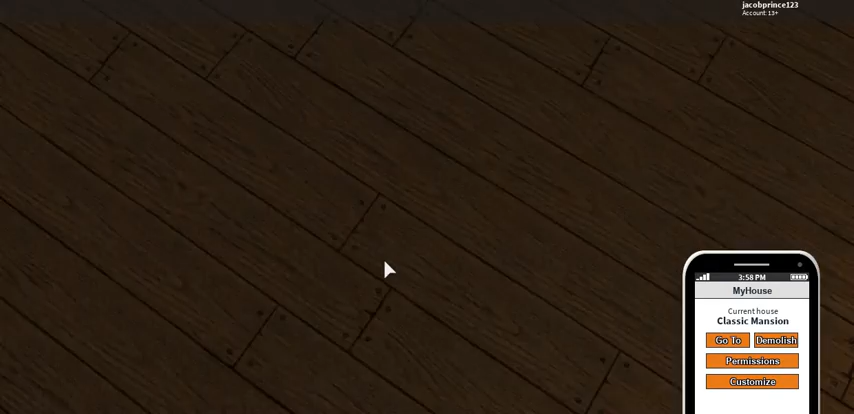 jacobprince123
Account: 13+
3:58 PM
MyHouse
Current house
Classic Mansion
Go To
Demolish
Permissions
Customize